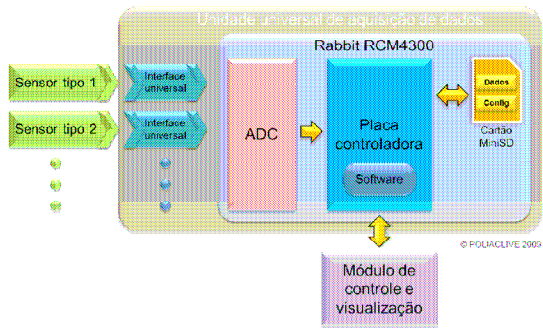 Unidade universal de aquisição de dados
Rabbit RCM4300
Sensor tipo 1
Interface
universal
Sensor tipo 2
Interface
universal
ADC
Placa
controladora
Software
Dados
Config
Cartão
MiniSD
© POLIACLIVE 2009
Módulo de
controle e
visualização